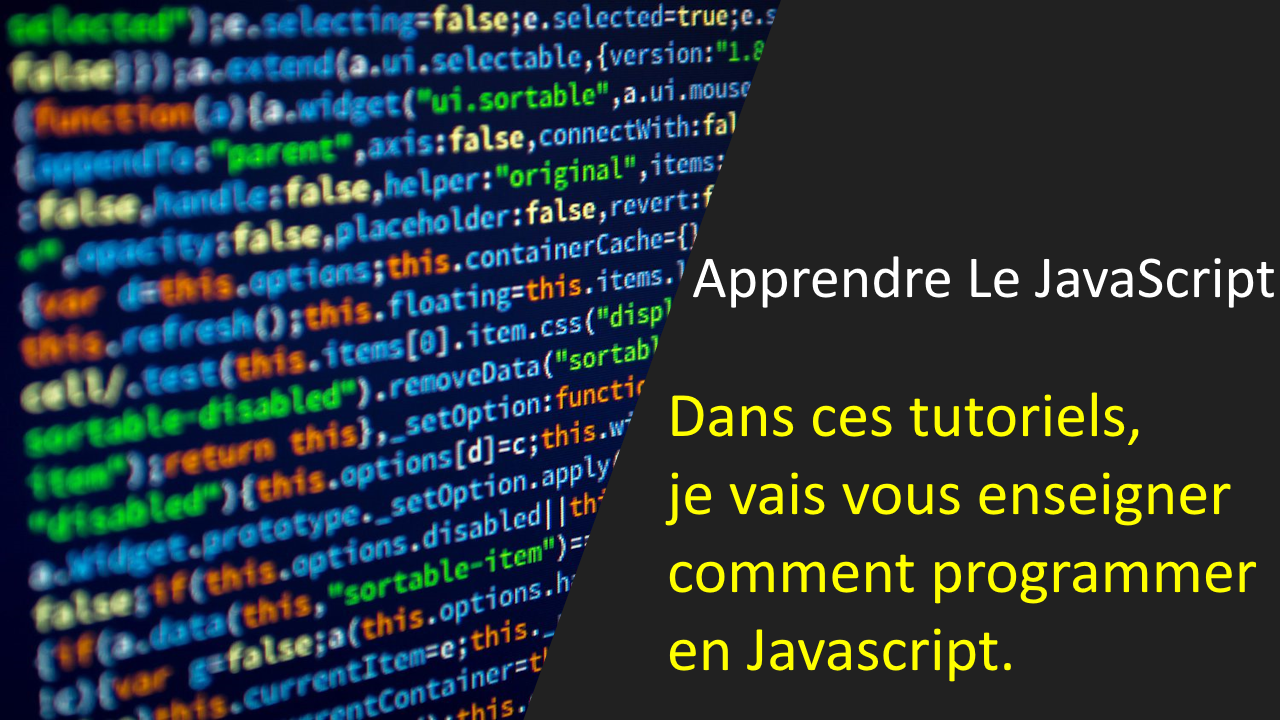 selected");e.selecting=false;e.selected=true;e.s
false}});a.extend(a.ui.selectable,{version:"1.8
(function(a){a.widget("ui.sortable",a.ui.mouse
{appendTo:"parent",axis:false,connectWith:fal
:false,handle:false,helper:"original",items:
,opacity:false,placeholder:false,revert:f
{var d=this.options;this.containerCache={}
this.refresh();this.floating=this.items.l
cell/.test(this.items[0].item.css("displ
sortable-disabled").removeData("sortabl
item");return this},_setOption:functio
"disabled"){this.options[d]=c;this.wi
a.Widget.prototype._setOption.apply(
false;if(this.options.disabled||thi
{if(a.data(this,"sortable-item")==
;e){var g=false;a(this.options.ha
this.currentItem=e;this._
this.
Apprendre Le JavaScript
Dans ces tutoriels,
je vais vous enseigner
comment programmer
en Javascript.